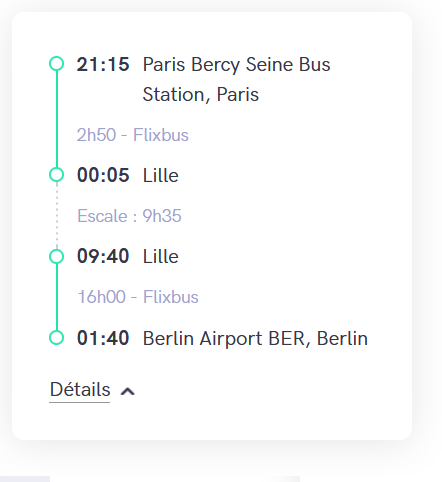 21:15 Paris Bercy Seine Bus
Station, Paris
2h50 - Flixbus
00:05 Lille
Escale : 9h35
09:40 Lille
16h00 - Flixbus
01:40 Berlin Airport BER, Berlin
Détails